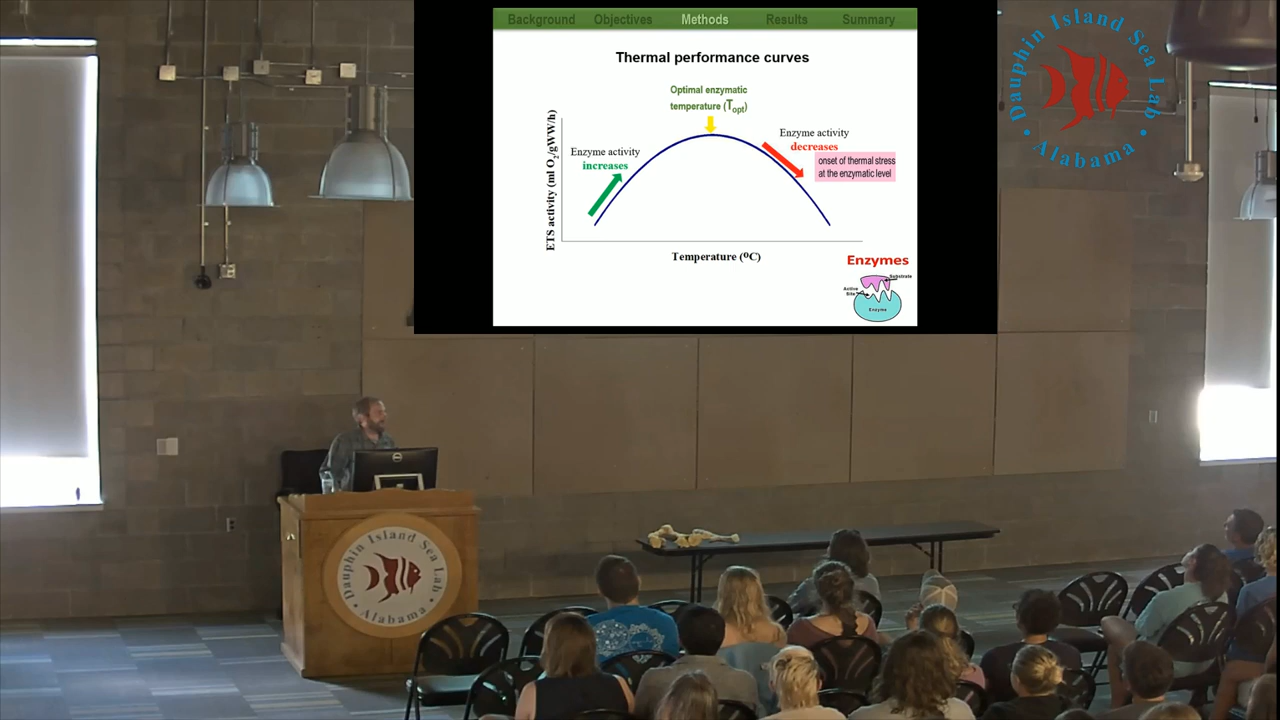 Background Objectives Methods Results Summary
Thermal performance curves
Optimal enzymatic
temperature (Topt)
Enzyme activity
increases
Enzyme activity
decreases
onset of thermal stress
at the enzymatic level
ETS activity (ml O2/gWW/h)
Temperature (ºC)
Enzymes
Substrate
Active
Site
Enzyme
Dauphin Island Sea Lab
Alabama
DELL
Dauphin Island Sea Lab
Alabama